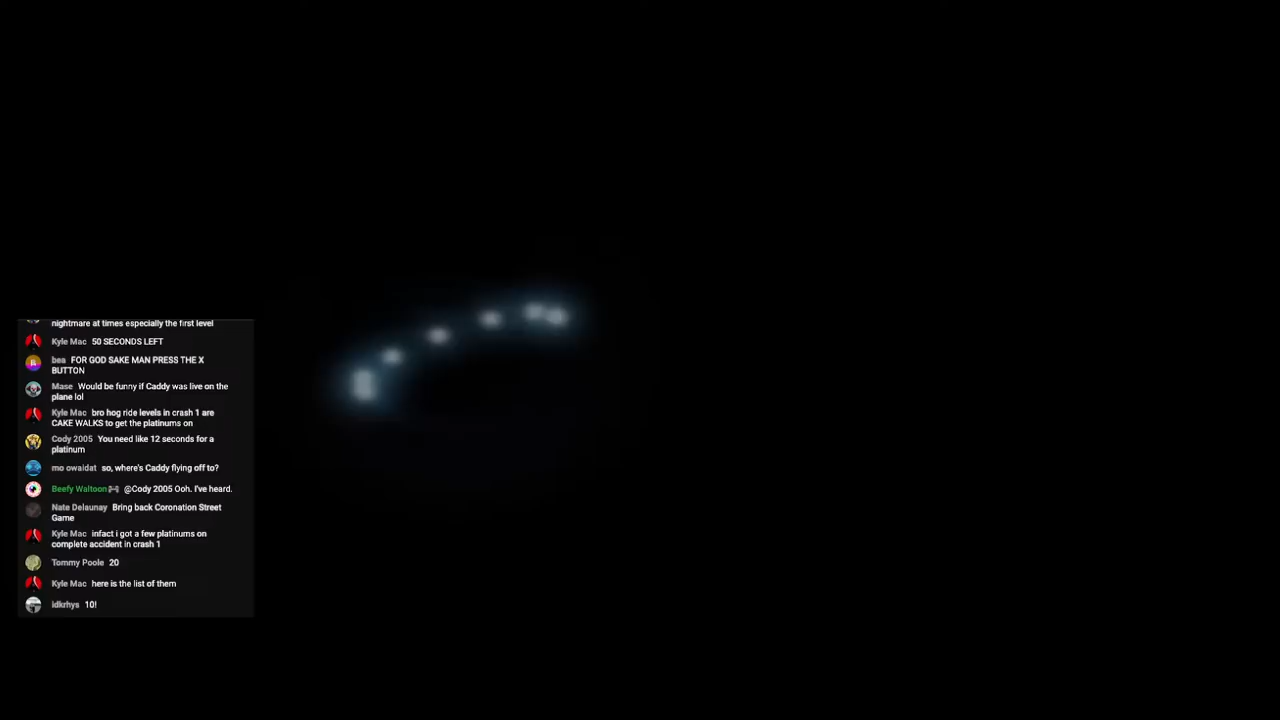 nightmare at times especially the first level
Kyle Mac 50 SECONDS LEFT
bea FOR GOD SAKE MAN PRESS THE X
BUTTON
Mase Would be funny if Caddy was live on the
plane lol
Kyle Mac bro hog ride levels in crash 1 are
CAKE WALKS to get the platinums on
Cody 2005 You need like 12 seconds for a
platinum
mo owaidat so, where's Caddy flying off to?
Beefy Waltoon @Cody 2005 Ooh. I've heard.
Nate Delaunay Bring back Coronation Street
Game
Kyle Mac infact i got a few platinums on
complete accident in crash 1
Tommy Poole 20
Kyle Mac here is the list of them
idkrhys 10!